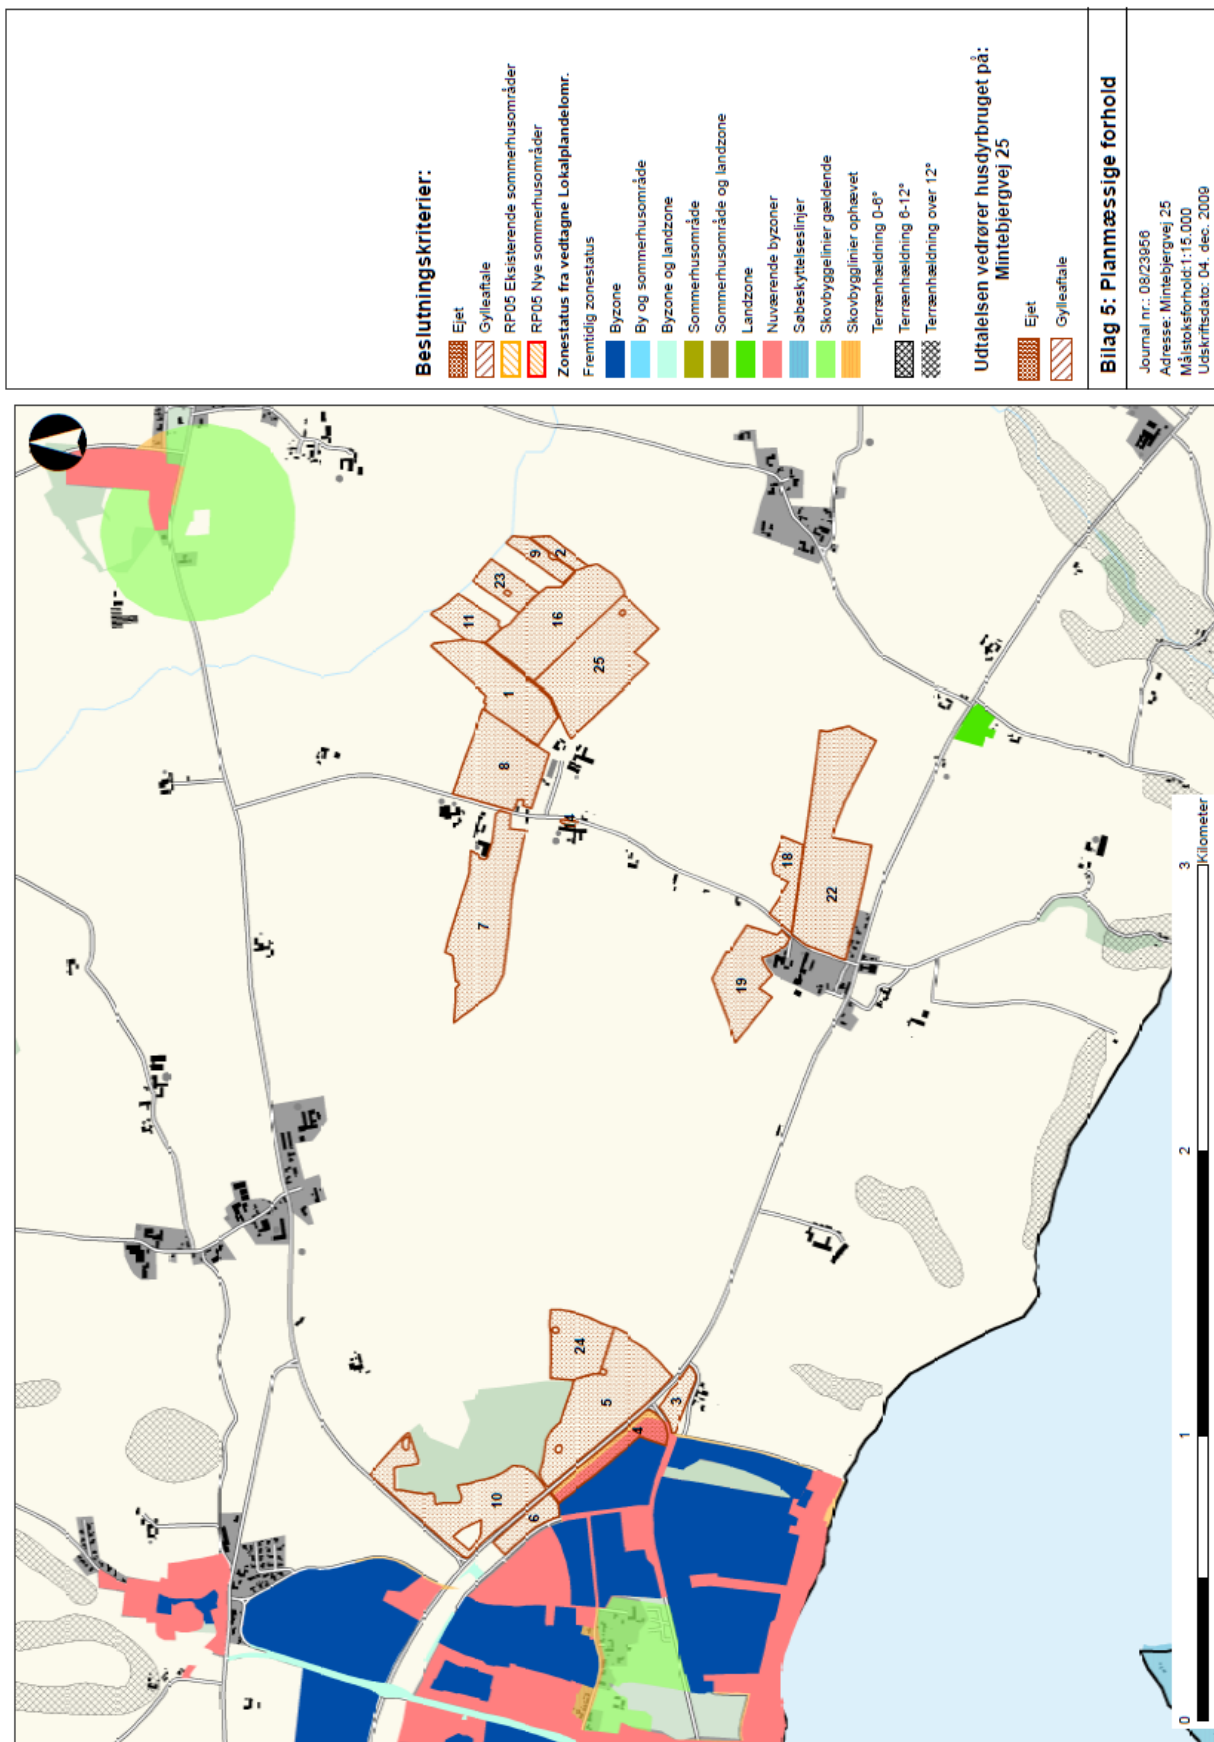 Beslutningskriterier:
Ejet
Gylleaftale
RP05 Eksisterende sommerhusområder
RP05 Nye sommerhusområder
Zonestatus fra vedtagne Lokalplandelomr.
Fremtidig zonestatus
Byzone
By og sommerhusområde
Byzone og landzone
Sommerhusområde
Sommerhusområde og landzone
Landzone
Nuværende byzoner
Søbeskyttelseslinjer
Skovbyggelinier gældende
Skovbygglinier ophævet
Terrænhældning 0-6°
Terrænhældning 6-12°
Terrænhældning over 12°
Udtalelsen vedrører husdyrbruget på:
Mintebjergvej 25
Ejet
Gylleaftale
Bilag 5: Planmæssige forhold
Journal nr.: 08/23956
Adresse: Mintebjergvej 25
Målstoksforhold:1:15.000
Udskriftsdato: 04. dec. 2009
11
23
9
2
16
1
25
8
7
18
22
19
24
5
3
4
10
6
0
1
2
3
Kilometer